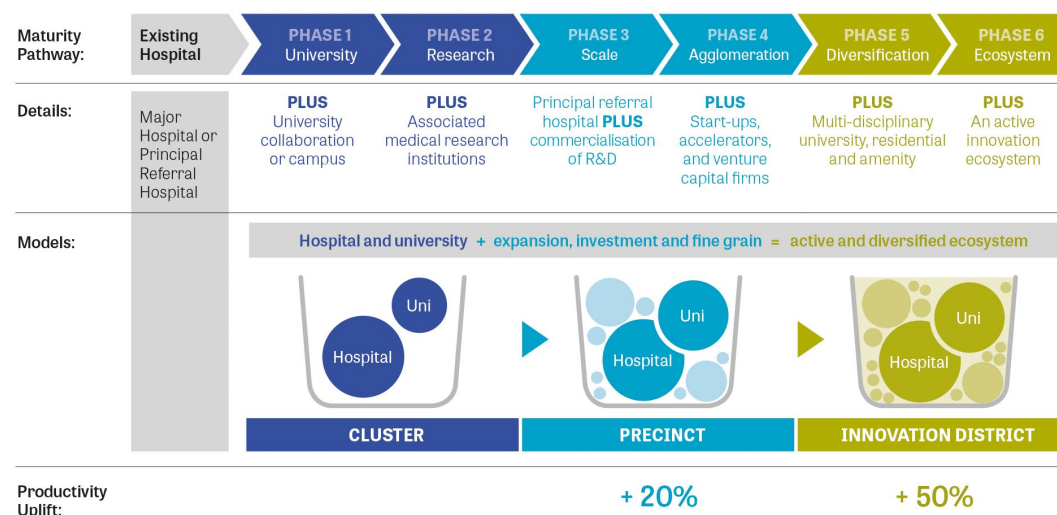 Maturity
Pathway:
Existing
Hospital
PHASE 1
University
PHASE 2
Research
PHASE 3
Scale
PHASE 4
Agglomeration
PHASE 5
Diversification
PHASE 6
Ecosystem
Details:
Major
Hospital or
Principal
Referral
Hospital
PLUS
University
collaboration
or campus
PLUS
Associated
medical research
institutions
Principal referral
hospital PLUS
commercialisation
of R&D
PLUS
Start-ups,
accelerators,
and venture
capital firms
PLUS
Multi-disciplinary
university, residential
and amenity
PLUS
An active
innovation
ecosystem
Models:
Hospital and university + expansion, investment and fine grain = active and diversified ecosystem
Uni
Hospital
Uni
Hospital
Uni
Hospital
CLUSTER
PRECINCT
INNOVATION DISTRICT
Productivity
Uplift:
+ 20%
+ 50%